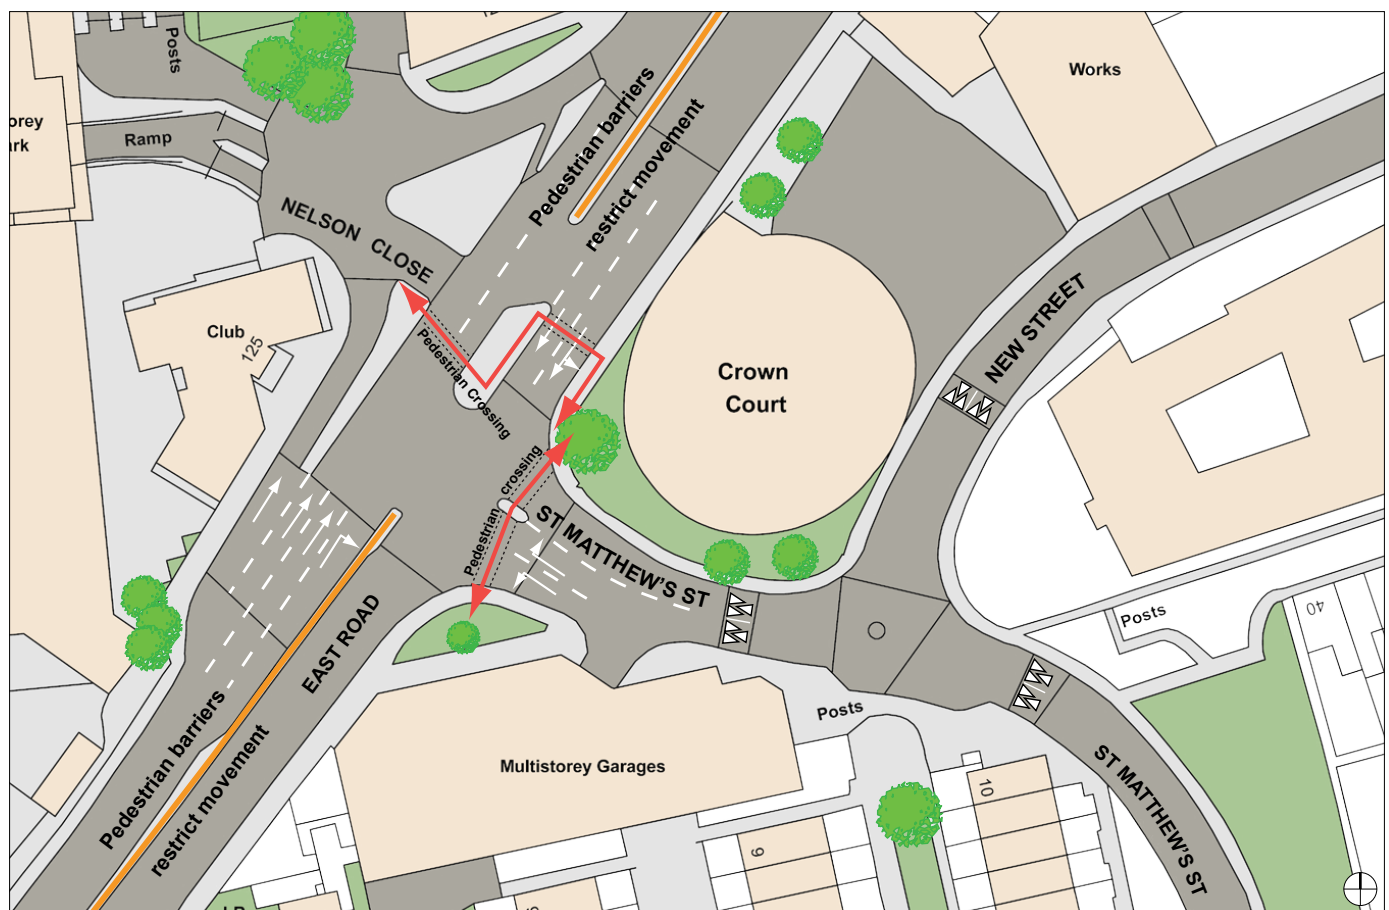 Posts
Works
orey
ark
Ramp
Pedestrian barriers
restrict movement
NELSON CLOSE
Club
125
Pedestrian Crossing
Crown
Court
NEW STREET
crossing
Pedestrian
ST MATTHEW'S ST
EAST ROAD
Posts
40
Pedestrian barriers
restrict movement
Multistorey Garages
Posts
10
9
ST MATTHEW'S ST